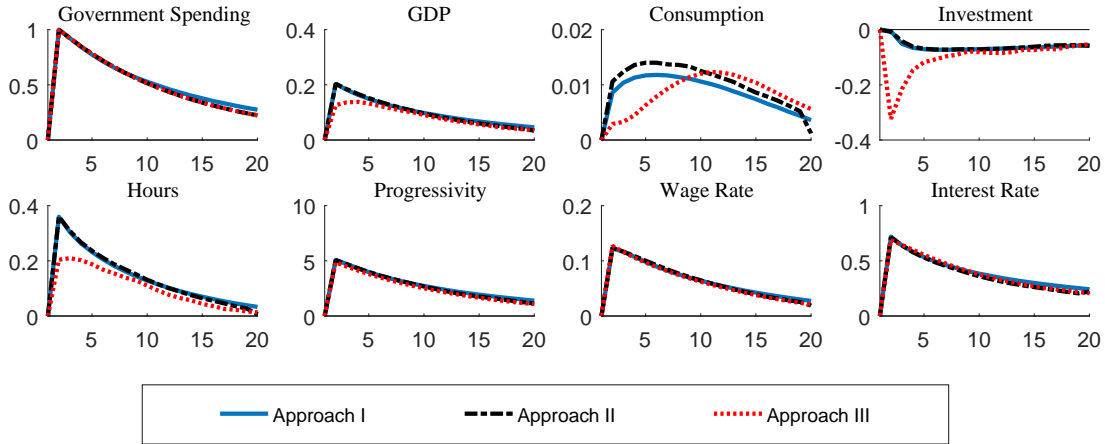 Government Spending
GDP
Consumption
Investment
1
0.5
0
5 10 15 20
0.4
0.2
0
5 10 15 20
0.02
0.01
0
5 10 15 20
0
-0.2
-0.4
5 10 15 20
Hours
Progressivity
Wage Rate
Interest Rate
0.4
0.2
0
5 10 15 20
10
5
0
5 10 15 20
0.2
0.1
0
5 10 15 20
1
0.5
0
5 10 15 20
Approach I
Approach II
Approach III